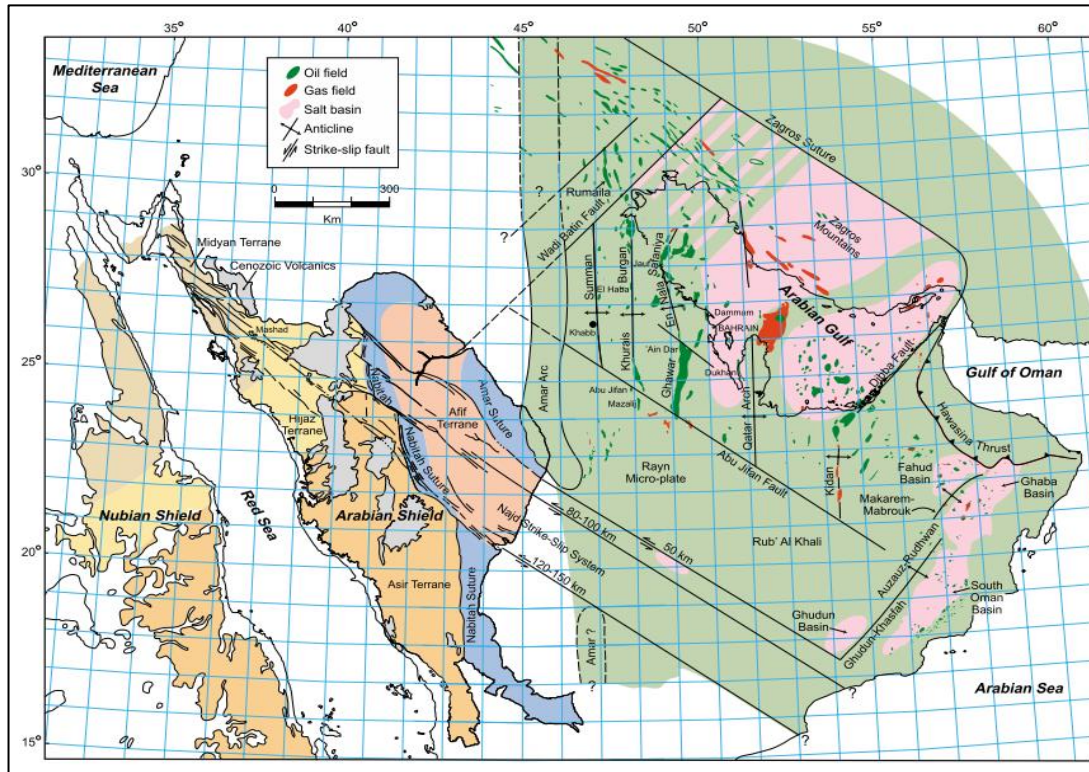 35°
40°
45°
50°
55°
60°
30°
25°
20°
15°
Mediterranean
Sea
Oil field
Gas field
Salt basin
Anticline
Strike-slip fault
0
300
Km
Zagros Suture
?
Rumaila
Wadi Batin Fault
?
Zagros
Mountains
Midyan Terrane
Cenozoic Volcanics
Summan
Burgan
Safaniya
El Haba
En Nala
Arabian Gulf
Mashad
Dammum
BAHRAIN
Khabb
Khurais
'Ain Dar
Ghawar
Dukhan
Dibba Fault
Gulf of Oman
Nabitah
Amar Suture
Amar Arc
Abu Jifan
Mazalij
Qatar Arch
Hawasina Thrust
Hijaz
Terrane
Afif
Terrane
Nabitah Suture
Rayn
Micro-plate
Abu Jifan Fault
Kidan
Fahud
Basin
Ghaba
Basin
Makarem-
Mabrouk
Nubian Shield
Red Sea
Arabian Shield
Najd Strike-Slip System
80-100 km
50 km
120-150 km
Rub' Al Khali
Auzauz-Rudhwan
Asir Terrane
Nabitah Suture
South
Oman
Basin
Ghudun
Basin
Ghudun-Khasfah
Amar ?
?
?
?
Arabian Sea